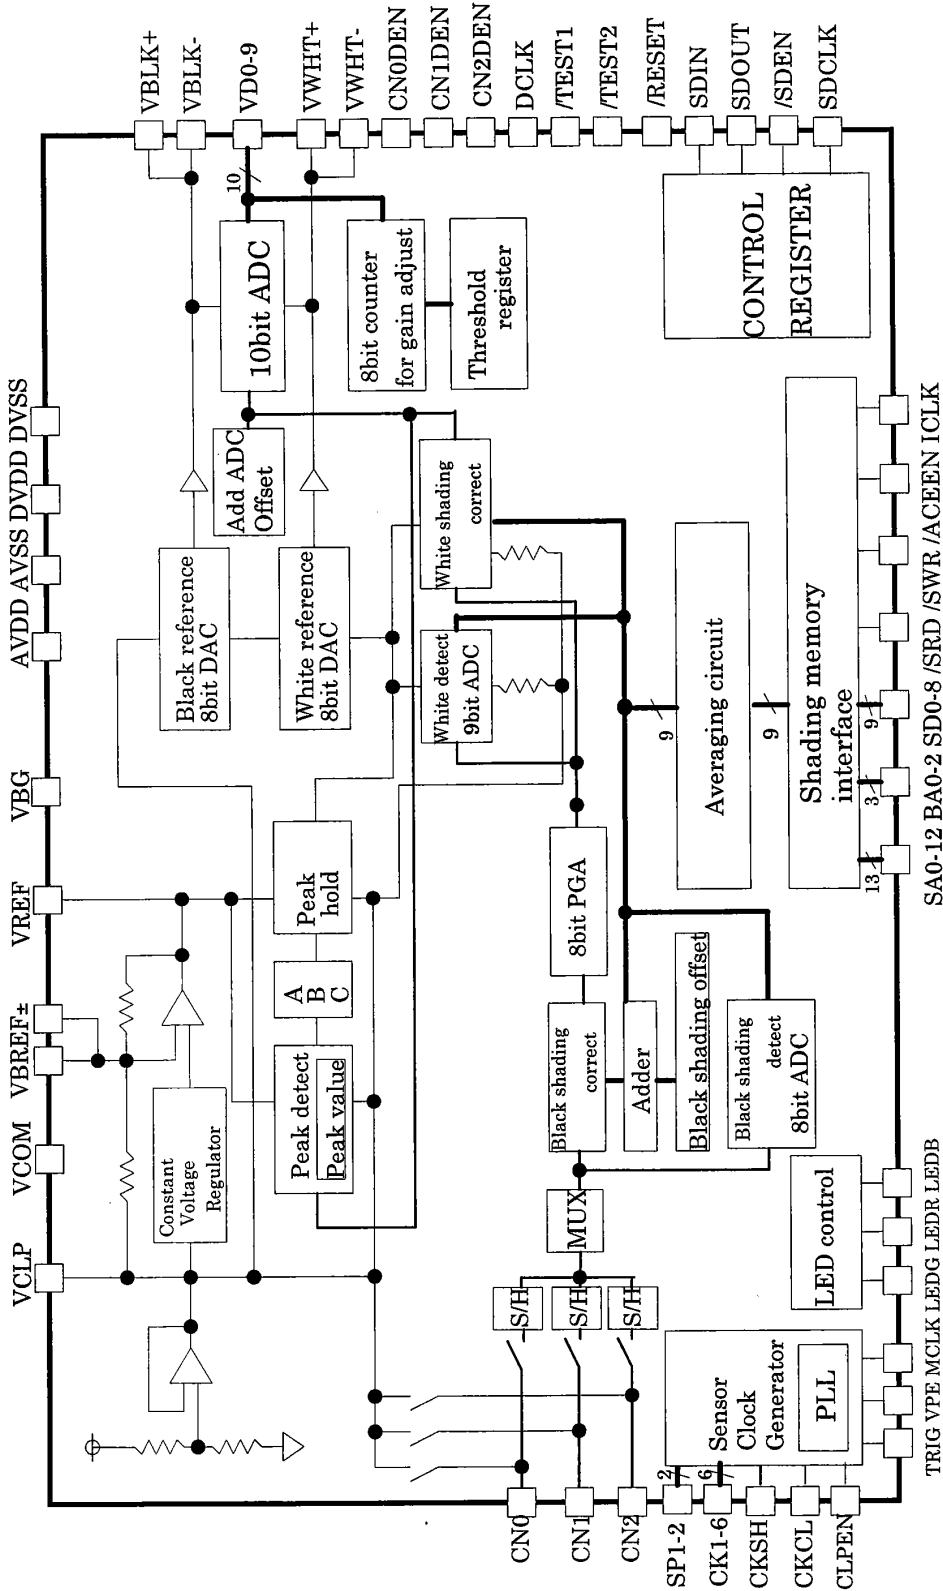 VCLP
VCOM
VBREF±
VREF
VBG
AVDD AVSS DVDD DVSS
VBLK+
VBLK-
VD0-9
VWHT+
VWHT-
CN0DEN
CN1DEN
CN2DEN
DCLK
/TEST1
/TEST2
/RESET
SDIN
SDOUT
/SDEN
SDCLK
Constant
Voltage
Regulator
Peak detect
Peak value
A
B
C
Peak
hold
Black reference
8bit DAC
White reference
8bit DAC
Add ADC
Offset
10bit ADC
10
8bit counter
for gain adjust
Threshold
register
White shading
correct
White detect
9bit ADC
CONTROL
REGISTER
S/H
S/H
S/H
MUX
Black shading
correct
8bit PGA
Adder
Black shading offset
Black shading
detect
8bit ADC
9
Averaging circuit
9
Shading memory
interface
13
3
9
LED control
Sensor
Clock
Generator
PLL
2
6
CN0
CN1
CN2
SP1-2
CK1-6
CKSH
CKCL
CLPEN
TRIG VPE MCLK LEDG LEDR LEDB
SA0-12 BA0-2 SD0-8 /SRD /SWR /ACEEN ICLK